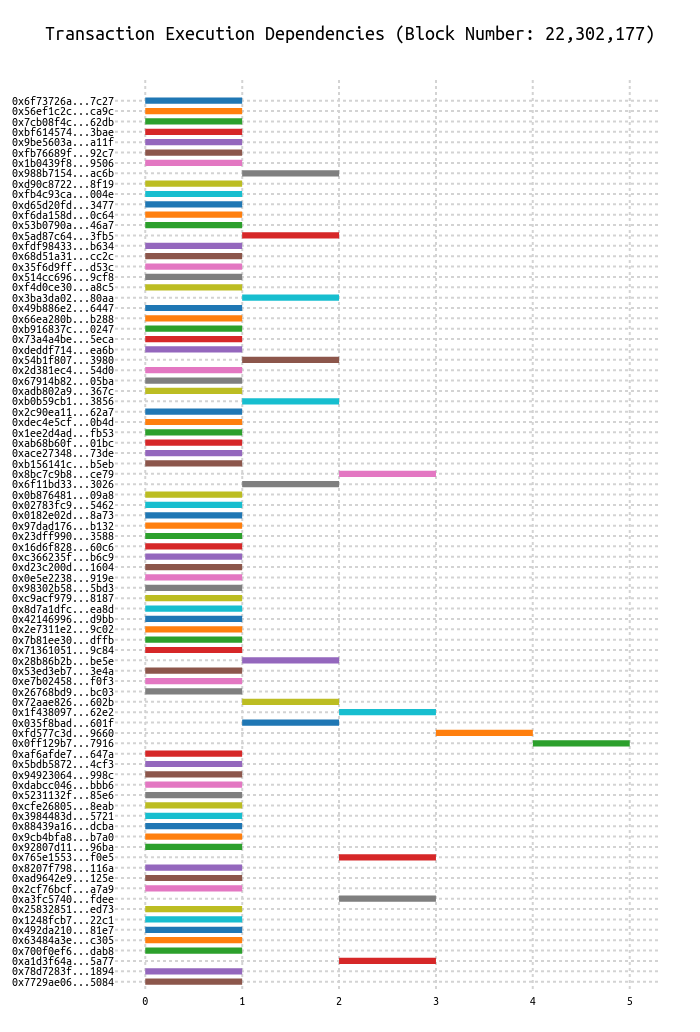 Transaction Execution Dependencies (Block Number: 22,302,177)
0x6f73726a...7c27
0x56ef1c2c...ca9c
0x7cb08f4c...62db
0xbf614574...3bae
0x9be5603a...a11f
0xfb76689f...92c7
0x1b0439f8...9506
0x988b7154...ac6b
0xd90c8722...8f19
0xfb4c93ca...004e
0xd65d20fd...3477
0xf6da158d...0c64
0x53b0790a...46a7
0x5ad87c64...3fb5
0xfdf98433...b634
0x68d51a31...cc2c
0x35f6d9ff...d53c
0x514cc696...9cf8
0xf4d0ce30...a8c5
0x3ba3da02...80aa
0x49b886e2...6447
0x66ea280b...b288
0xb916837c...0247
0x73a4a4be...5eca
0xdeddf714...ea6b
0x54b1f807...3980
0x2d381ec4...54d0
0x67914b82...05ba
0xadb802a9...367c
0xb0b59cb1...3856
0x2c90ea11...62a7
0xdec4e5cf...0b4d
0x1ee2d4ad...fb53
0xab68b60f...01bc
0xace27348...73de
0xb156141c...b5eb
0x8bc7c9b8...ce79
0x6f11bd33...3026
0x0b876481...09a8
0x02783fc9...5462
0x0182e02d...8a73
0x97dad176...b132
0x23dff990...3588
0x16d6f828...60c6
0xc366235f...b6c9
0xd23c200d...1604
0x0e5e2238...919e
0x98302b58...5bd3
0xc9acf979...8187
0x8d7a1dfc...ea8d
0x42146996...d9bb
0x2e7311e2...9c02
0x7b81ee30...dffb
0x71361051...9c84
0x28b86b2b...be5e
0x53ed3eb7...3e4a
0xe7b02458...f0f3
0x26768bd9...bc03
0x72aae826...602b
0x1f438097...62e2
0x035f8bad...601f
0xfd577c3d...9660
0x0ff129b7...7916
0xaf6afde7...647a
0x5bdb5872...4cf3
0x94923064...998c
0xdabcc046...bbb6
0x5231132f...85e6
0xcfe26805...8eab
0x3984483d...5721
0x88439a16...dcba
0x9cb4bfa8...b7a0
0x92807d11...96ba
0x765e1553...f0e5
0x8207f798...116a
0xad9642e9...125e
0x2cf76bcf...a7a9
0xa3fc5740...fdee
0x25832851...ed73
0x1248fcb7...22c1
0x492da210...81e7
0x63484a3e...c305
0x700f0ef6...dab8
0xa1d3f64a...5a77
0x78d7283f...1894
0x7729ae06...5084
0 1 2 3 4 5